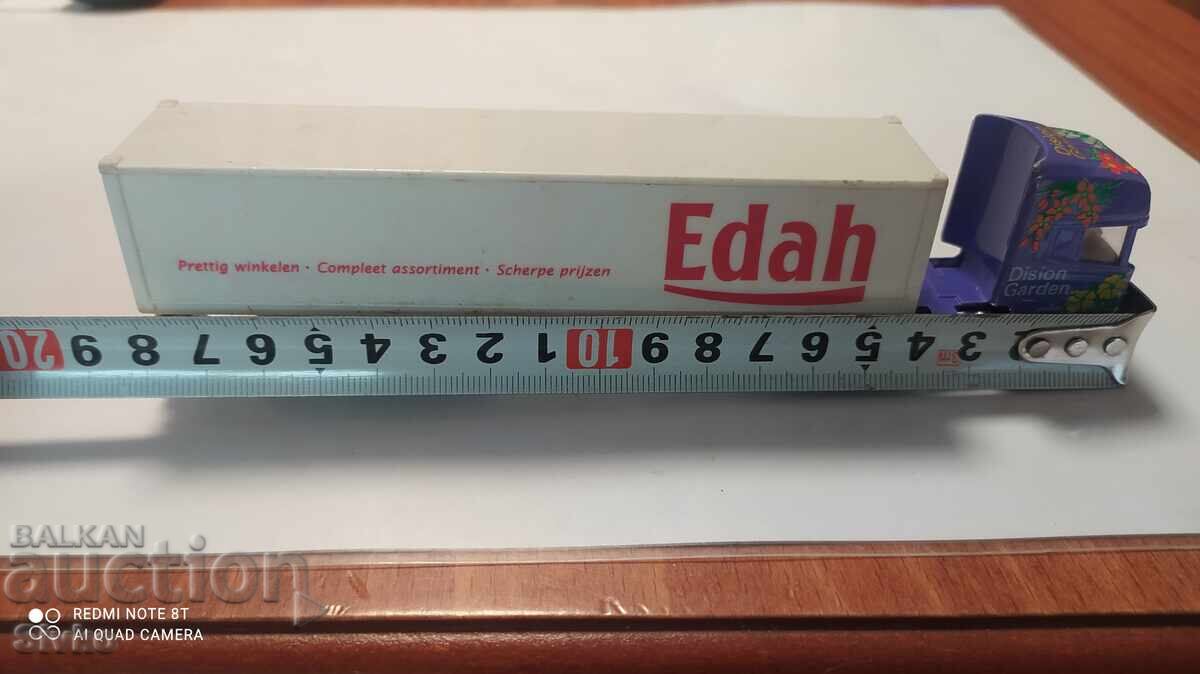 Edah
Prettig winkelen · Compleet assortiment · Scherpe prijzen
Dision
Garden
20 9 8 7 6 5 4 3 2 1 10 9 8 7 6 5 4 3 2
BALKAN
auction
REDMI NOTE 8T
AI QUAD CAMERA